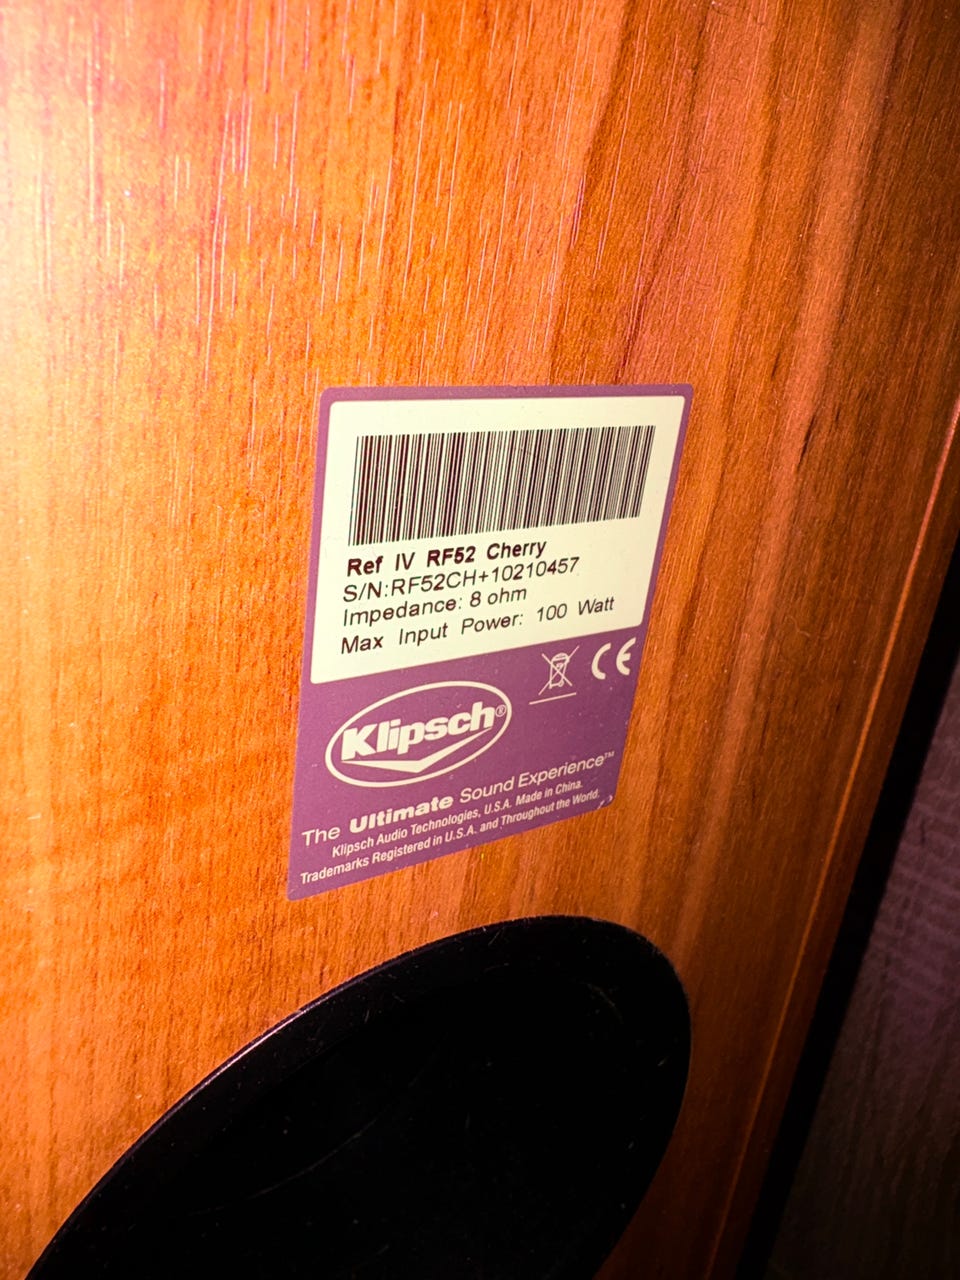 Ref IV RF52 Cherry
S/N:RF52CH+10210457
Impedance: 8 ohm
Max Input Power: 100 Watt
CE
Klipsch®
The Ultimate Sound Experience™
Klipsch Audio Technologies, U.S.A. Made in China.
Trademarks Registered in U.S.A. and Throughout the World.